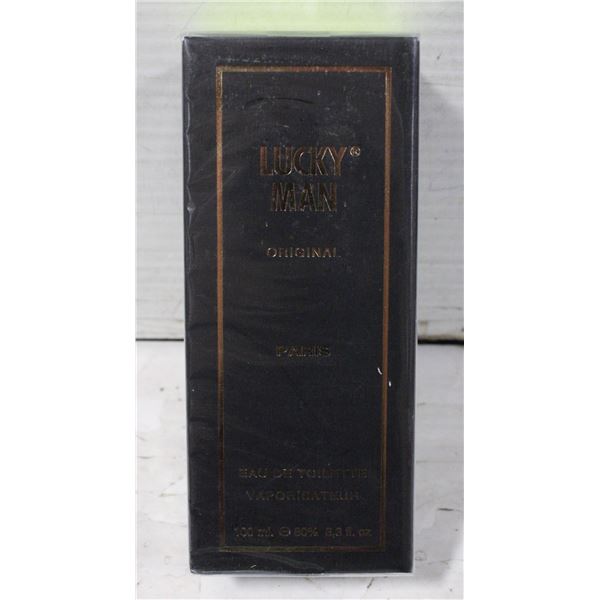 LUCKY®
MAN
ORIGINAL
PARIS
EAU DE TOILETTE
VAPORISATEUR
100 ml. ℮ 80% 3,3 fl. oz